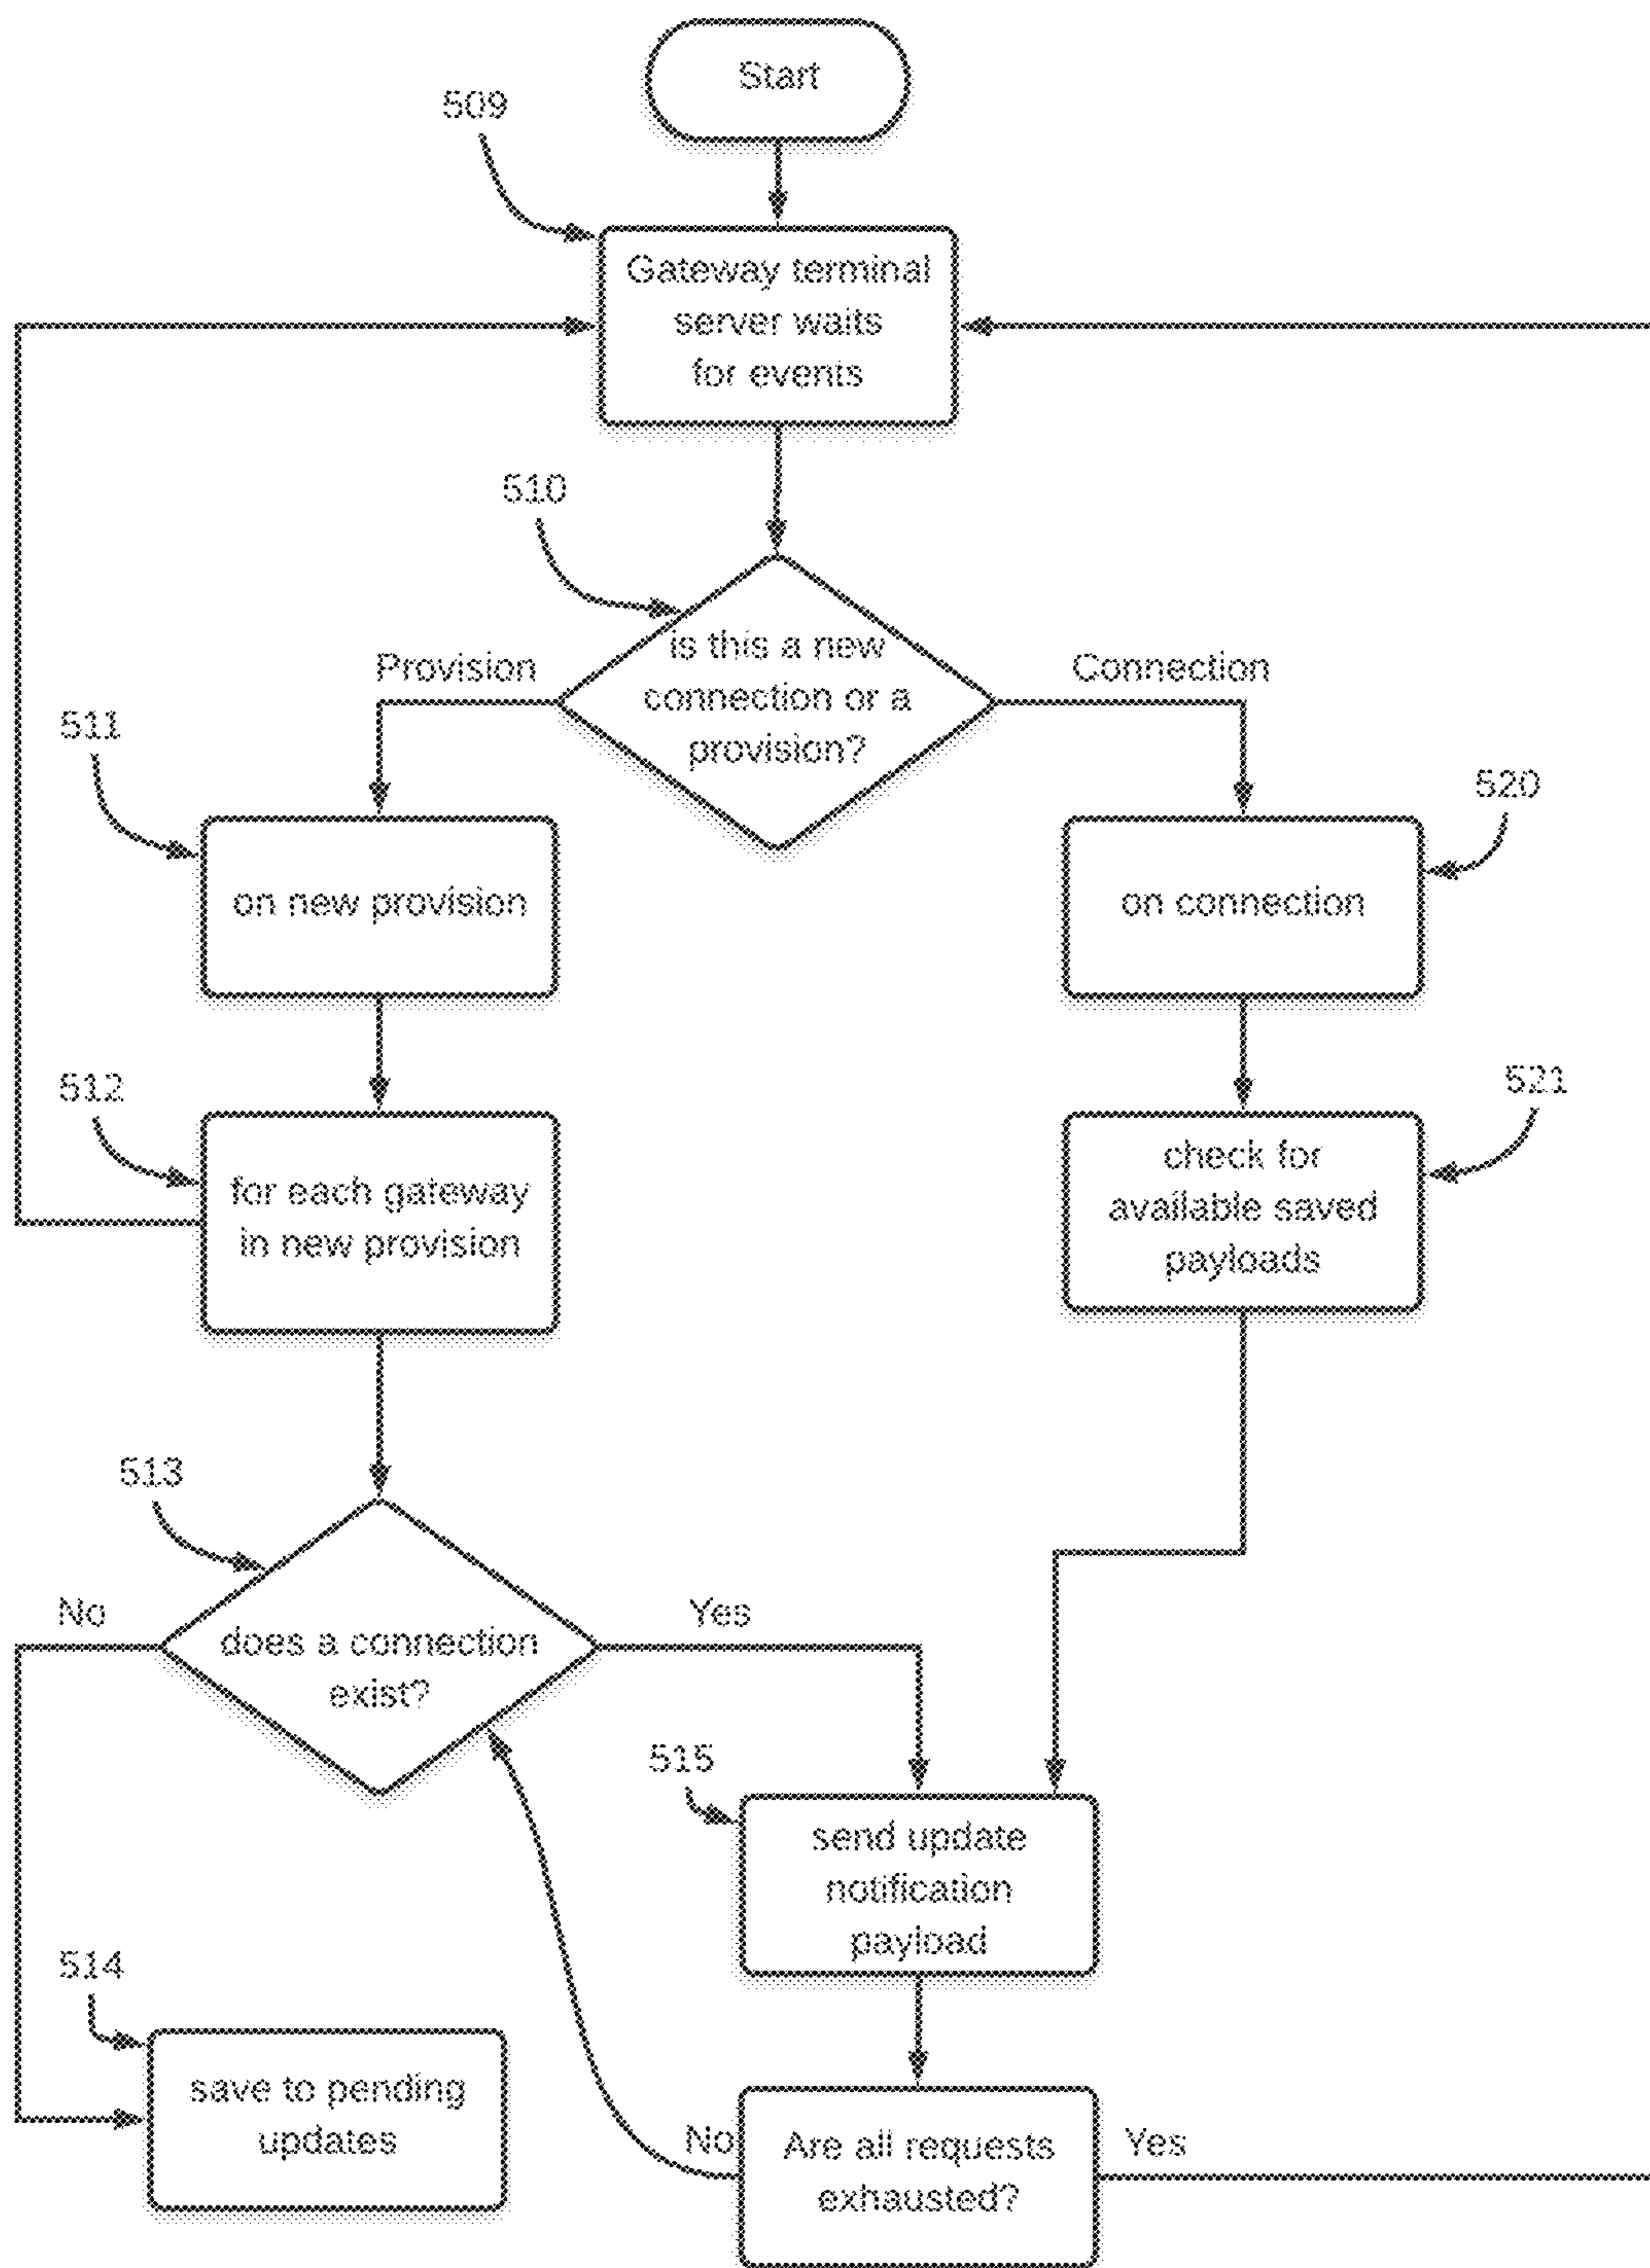 Start
509
Gateway terminal
server waits
for events
510
is this a new
connection or a
provision?
Provision
Connection
511
520
on new provision
on connection
512
521
for each gateway
in new provision
check for
available saved
payloads
513
No
does a connection
exist?
Yes
515
send update
notification
payload
514
save to pending
updates
No
Are all requests
exhausted?
Yes